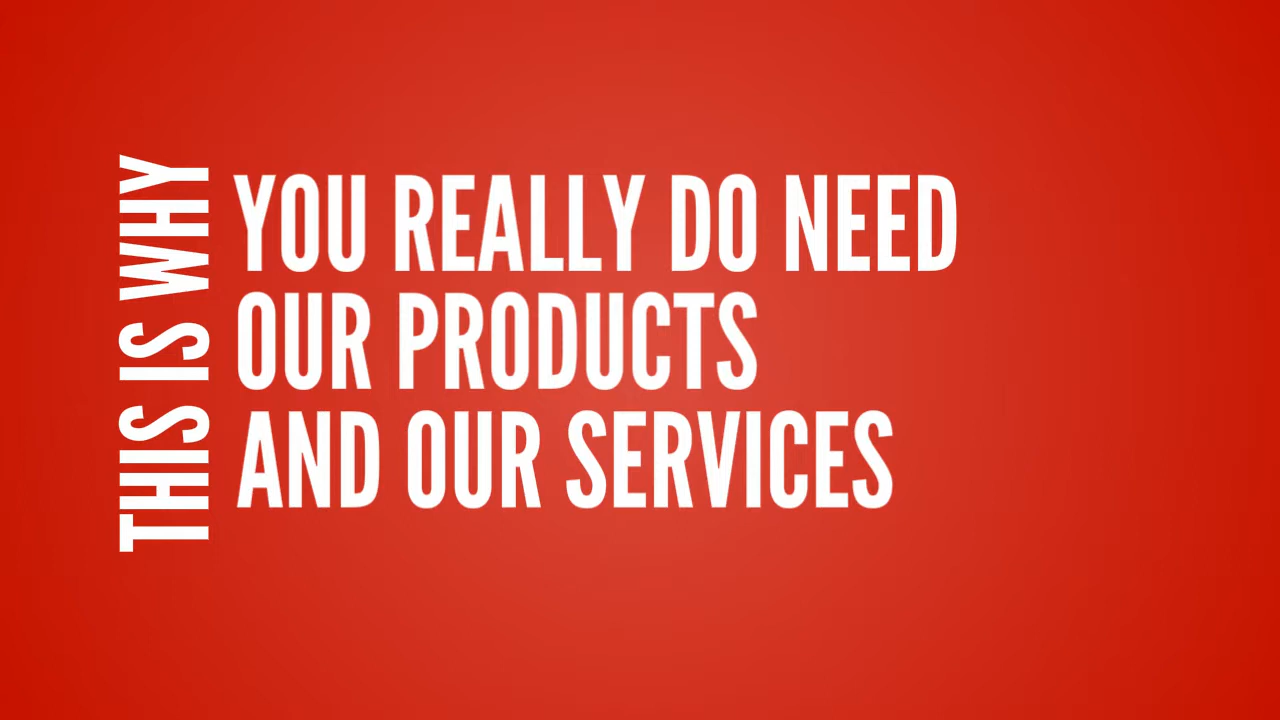 THIS IS WHY
YOU REALLY DO NEED
OUR PRODUCTS
AND OUR SERVICES